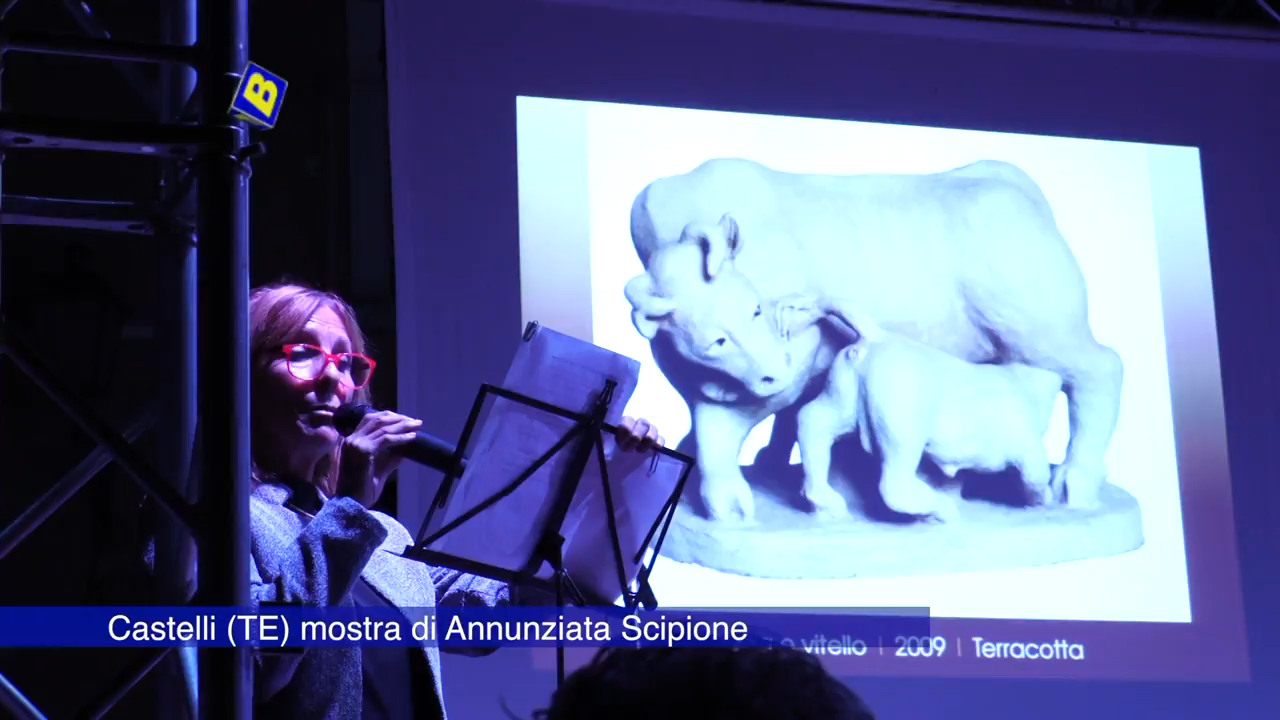 B
Castelli (TE) mostra di Annunziata Scipione
e vitello | 2009 | Terracotta